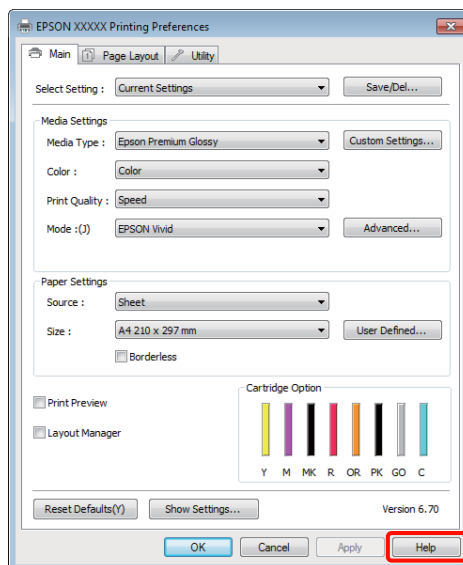 EPSON XXXXX Printing Preferences
Main Page Layout Utility
Select Setting : Current Settings Save/Del...
Media Settings
Media Type : Epson Premium Glossy Custom Settings...
Color : Color
Print Quality : Speed
Mode :(J) EPSON Vivid Advanced...
Paper Settings
Source : Sheet
Size : A4 210 x 297 mm User Defined...
Borderless
Cartridge Option
Print Preview
Layout Manager
Y M MK R OR PK GO C
Reset Defaults(Y) Show Settings... Version 6.70
OK Cancel Apply Help